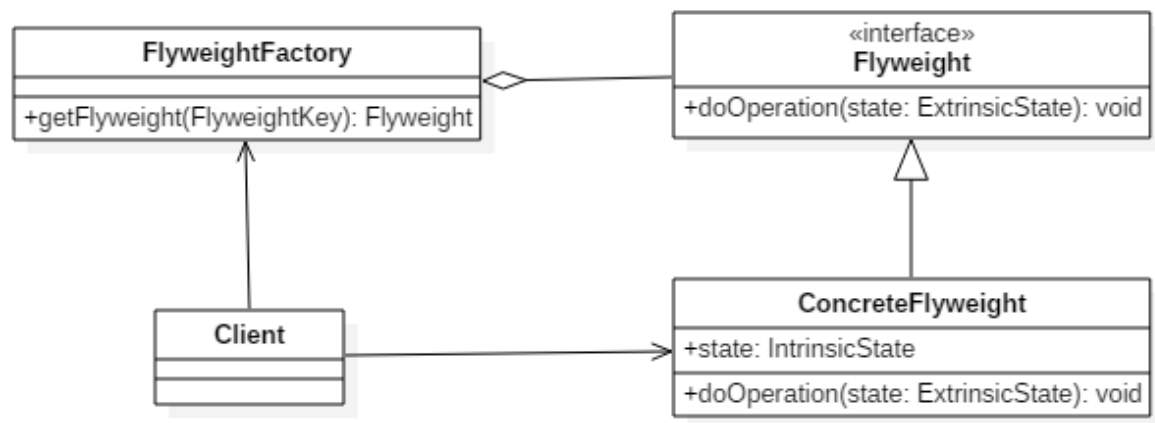 FlyweightFactory
+getFlyweight(FlyweightKey): Flyweight
«interface»
Flyweight
+doOperation(state: ExtrinsicState): void
Client
ConcreteFlyweight
+state: IntrinsicState
+doOperation(state: ExtrinsicState): void